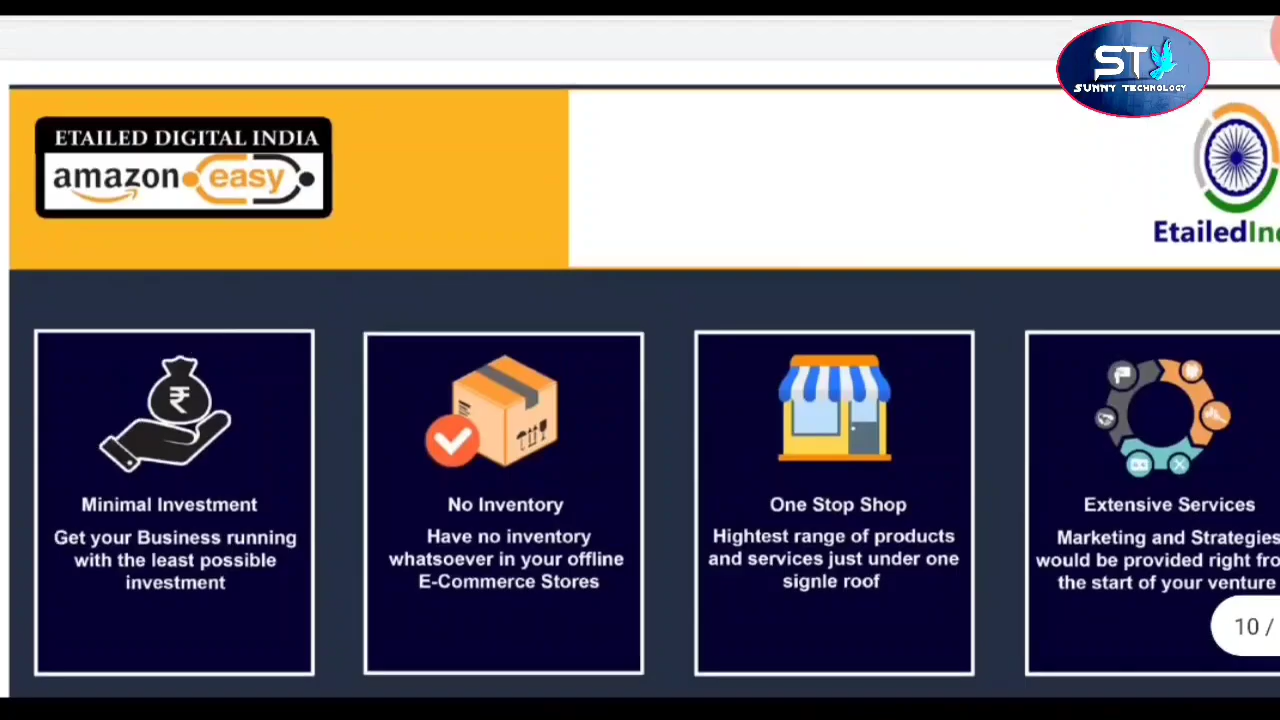 ST
SUNNY TECHNOLOGY
ETAILED DIGITAL INDIA
amazon easy
EtailedInd
Minimal Investment
Get your Business running
with the least possible
investment
No Inventory
Have no inventory
whatsoever in your offline
E-Commerce Stores
One Stop Shop
Hightest range of products
and services just under one
signle roof
Extensive Services
Marketing and Strategies
would be provided right fro
the start of your venture
10 /